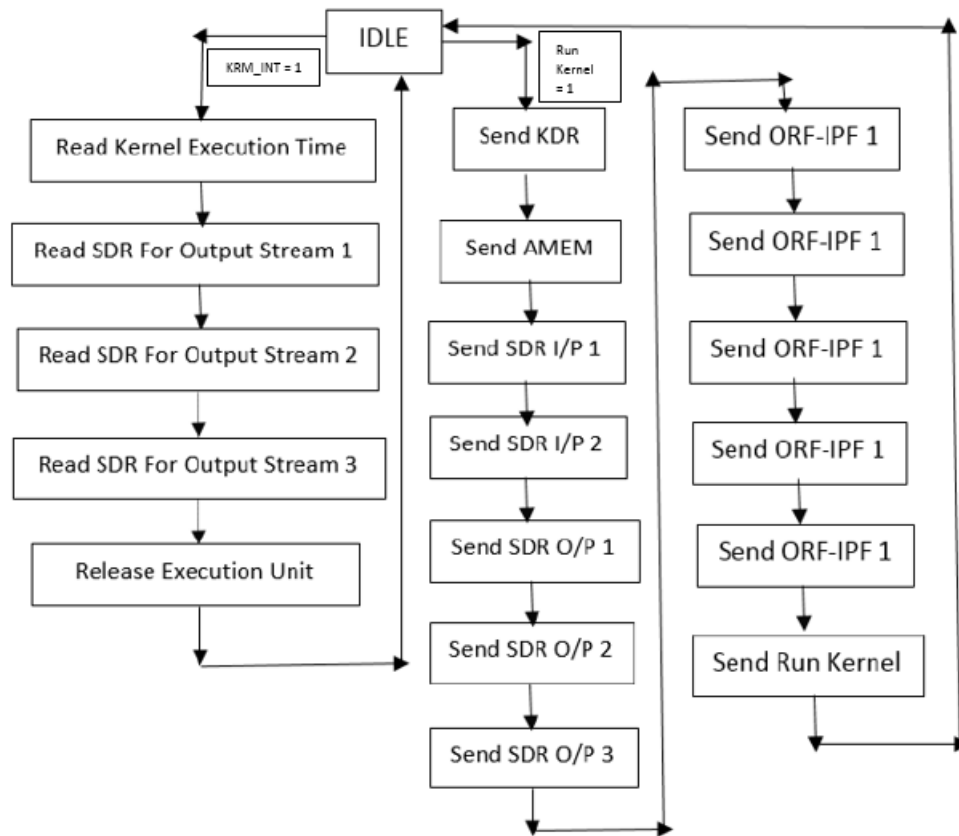 IDLE
KRM_INT = 1
Run
Kernel
= 1
Read Kernel Execution Time
Read SDR For Output Stream 1
Read SDR For Output Stream 2
Read SDR For Output Stream 3
Release Execution Unit
Send KDR
Send AMEM
Send SDR I/P 1
Send SDR I/P 2
Send SDR O/P 1
Send SDR O/P 2
Send SDR O/P 3
Send ORF-IPF 1
Send ORF-IPF 1
Send ORF-IPF 1
Send ORF-IPF 1
Send ORF-IPF 1
Send Run Kernel